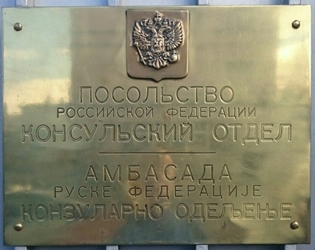 ПОСОЛЬСТВО
РОССИЙСКОЙ ФЕДЕРАЦИИ
КОНСУЛЬСКИЙ ОТДЕЛ
АМБАСАДА
РУСКЕ ФЕДЕРАЦИЈЕ
КОНЗУЛАРНО ОДЕЉЕЊЕ